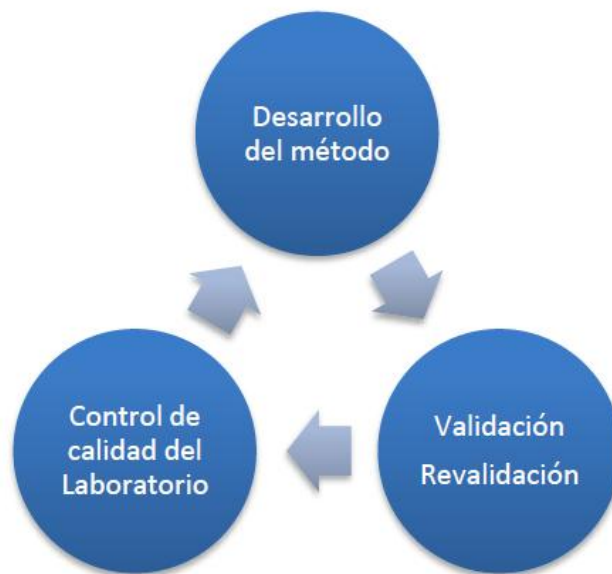 Desarrollo
del método
Validación
Revalidación
Control de
calidad del
Laboratorio